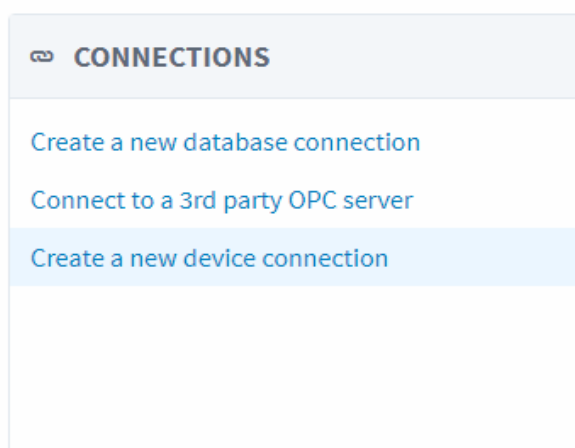 CONNECTIONS
Create a new database connection
Connect to a 3rd party OPC server
Create a new device connection